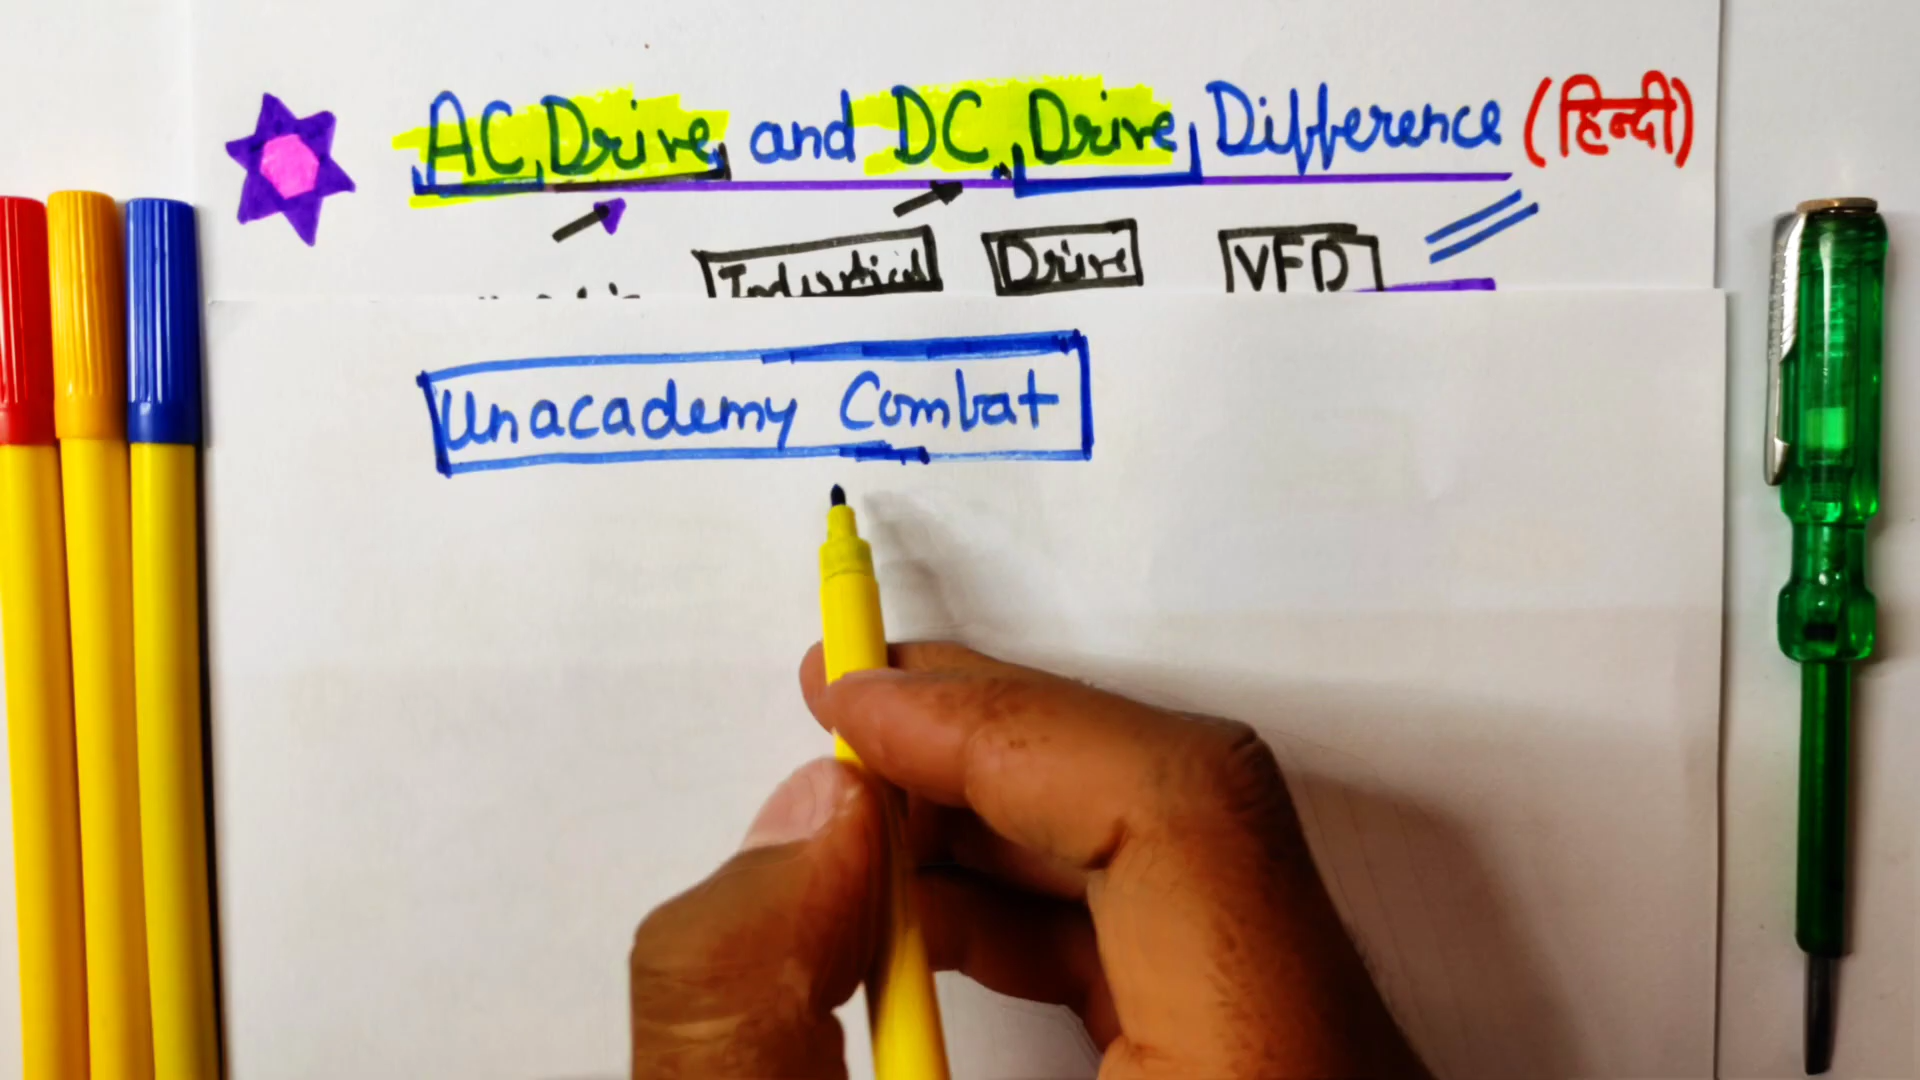 AC Drive and DC Drive Difference (हिन्दी)
Industrial Drive VFD
Unacademy Combat